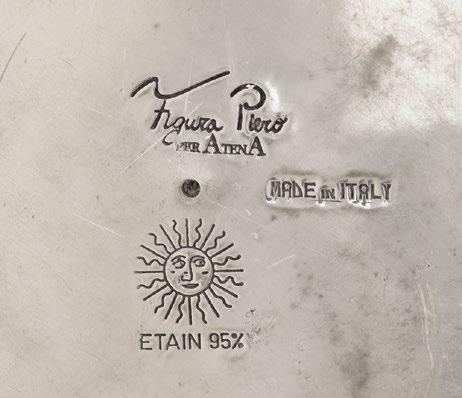 Figura Piero
PER ATENA
MADE IN ITALY
ETAIN 95%